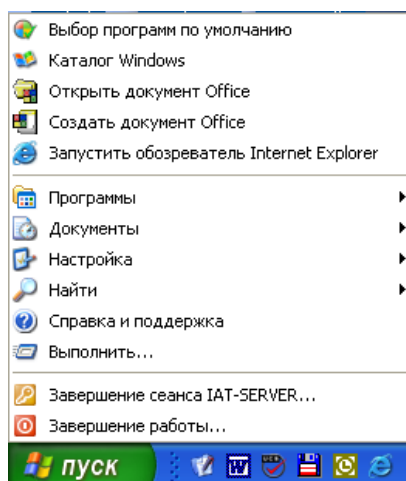 Выбор программ по умолчанию
Каталог Windows
Открыть документ Office
Создать документ Office
Запустить обозреватель Internet Explorer
Программы
Документы
Настройка
Найти
Справка и поддержка
Выполнить...
Завершение сеанса IAT-SERVER...
Завершение работы...
пуск